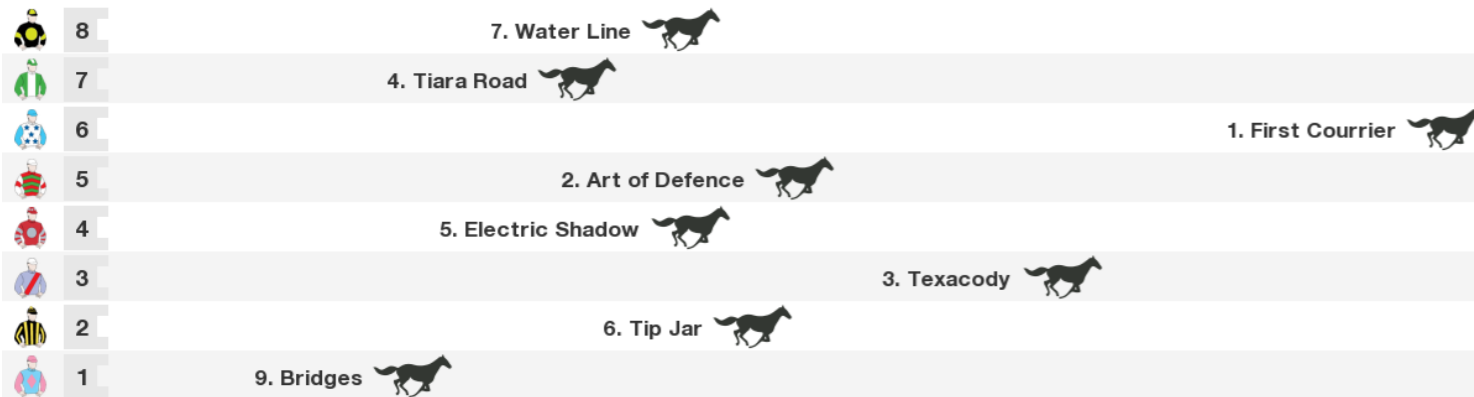 8 7. Water Line
7 4. Tiara Road
6 1. First Courrier
5 2. Art of Defence
4 5. Electric Shadow
3 3. Texacody
2 6. Tip Jar
1 9. Bridges